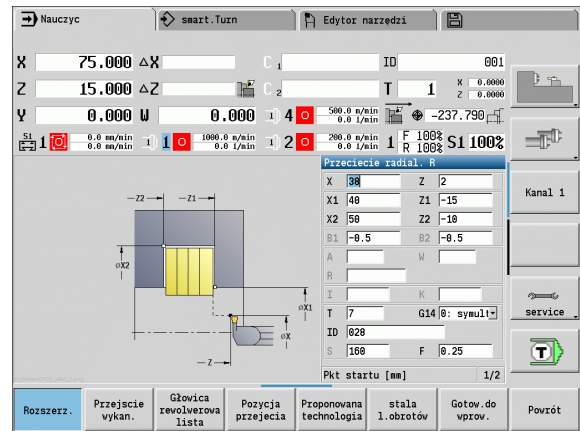 Nauczyc
smart.Turn
Edytor narzędzi
X 75.000 △X C 1 ID 001
Z 15.000 △Z C 2 T 1 X 0.0000
Z 0.0000
Y 0.000 U 0.000 4 500.0 m/min
0.0 1/min -237.790
S1 1 0.0 mm/min
0.0 m/min 1 1000.0 m/min
0.0 1/min 2 200.0 m/min
0.0 1/min 1 F 100%
R 100% S1 100%
Przeciecie radial. R
X 38 Z 2
X1 40 Z1 -15
X2 50 Z2 -10
B1 -0.5 B2 -0.5
A W
R
I K
T 7 G14 0: symult
ID 028
S 160 F 0.25
Pkt startu [mm] 1/2
Z2 Z1
øX2
øX1
øX
Z
Kanal 1
service
T
Rozszerz.
Przejscie wykan.
Głowica rewolwerowa lista
Pozycja przejecia
Proponowana technologia
stala l.obrotów
Gotow.do wprow.
Powrót